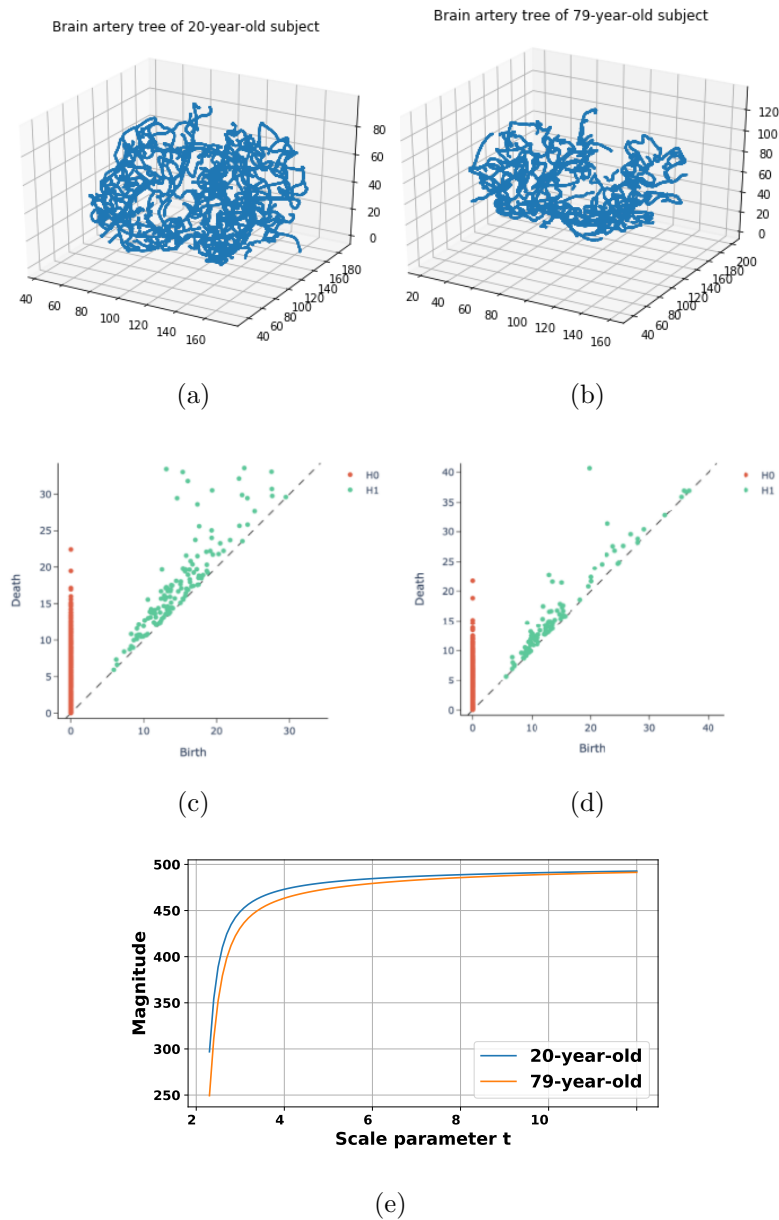 Brain artery tree of 20-year-old subject
80
60
40
20
0
40 60 80 100 120 140 160
40 60 80 100 120 140 160 180
(a)
Brain artery tree of 79-year-old subject
120
100
80
60
40
20
0
20 40 60 80 100 120 140 160
40 60 80 100 120 140 160 180 200
(b)
H0
H1
30
25
20
15
10
5
0
Death
0 10 20 30
Birth
(c)
H0
H1
40
35
30
25
20
15
10
5
0
Death
0 10 20 30 40
Birth
(d)
500
450
400
350
300
250
Magnitude
20-year-old
79-year-old
2 4 6 8 10
Scale parameter t
(e)